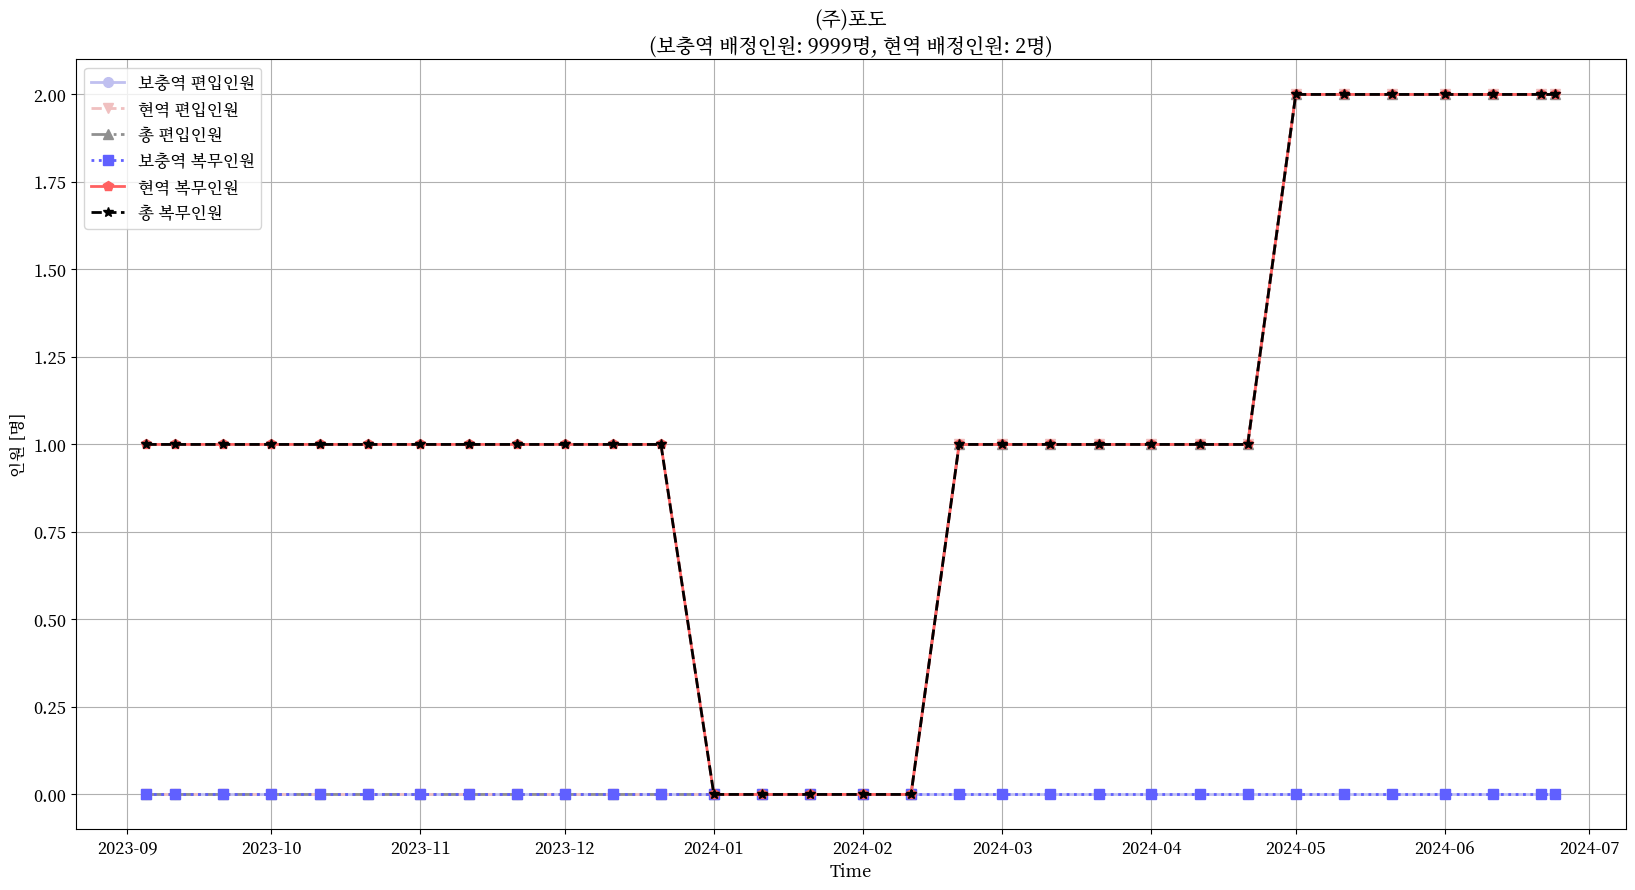 (주)포도
(보충역 배정인원: 9999명, 현역 배정인원: 2명)
보충역 편입인원
현역 편입인원
총 편입인원
보충역 복무인원
현역 복무인원
총 복무인원
인원 [명]
2.00
1.75
1.50
1.25
1.00
0.75
0.50
0.25
0.00
2023-09 2023-10 2023-11 2023-12 2024-01 2024-02 2024-03 2024-04 2024-05 2024-06 2024-07
Time